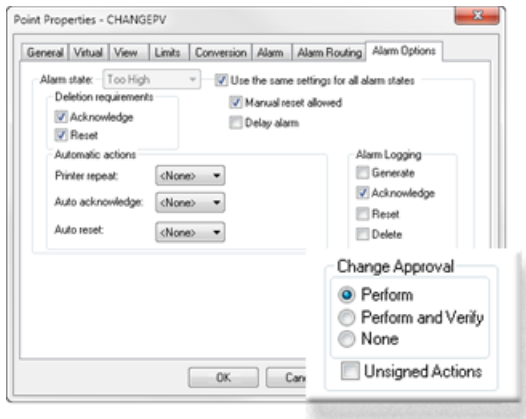 Point Properties - CHANGEPV
General Virtual View Limits Conversion Alarm Alarm Routing Alarm Options
Alarm state: Too High Use the same settings for all alarm states
Deletion requirements Manual reset allowed
Acknowledge Delay alarm
Reset
Automatic actions Alarm Logging
Printer repeat: <None> Generate
Auto acknowledge: <None> Acknowledge
Auto reset: <None> Reset
Delete
Change Approval
Perform
Perform and Verify
None
Unsigned Actions
OK